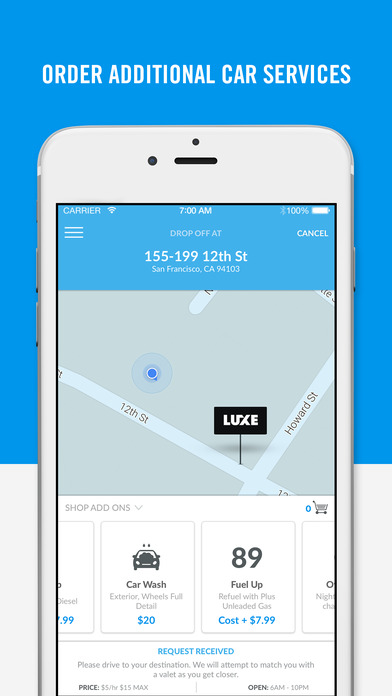 ORDER ADDITIONAL CAR SERVICES
CARRIER 7:00 AM 100%
DROP OFF AT CANCEL
155-199 12th St
San Francisco, CA 94103
12th St
Howard St
LUXE
SHOP ADD ONS 0
Diesel
7.99
Car Wash
Exterior, Wheels Full
Detail
$20
89
Fuel Up
Refuel with Plus
Unleaded Gas
Cost + $7.99
REQUEST RECEIVED
Please drive to your destination. We will attempt to match you with
a valet as you get closer.
PRICE: $5/hr $15 MAX OPEN: 6AM - 10PM